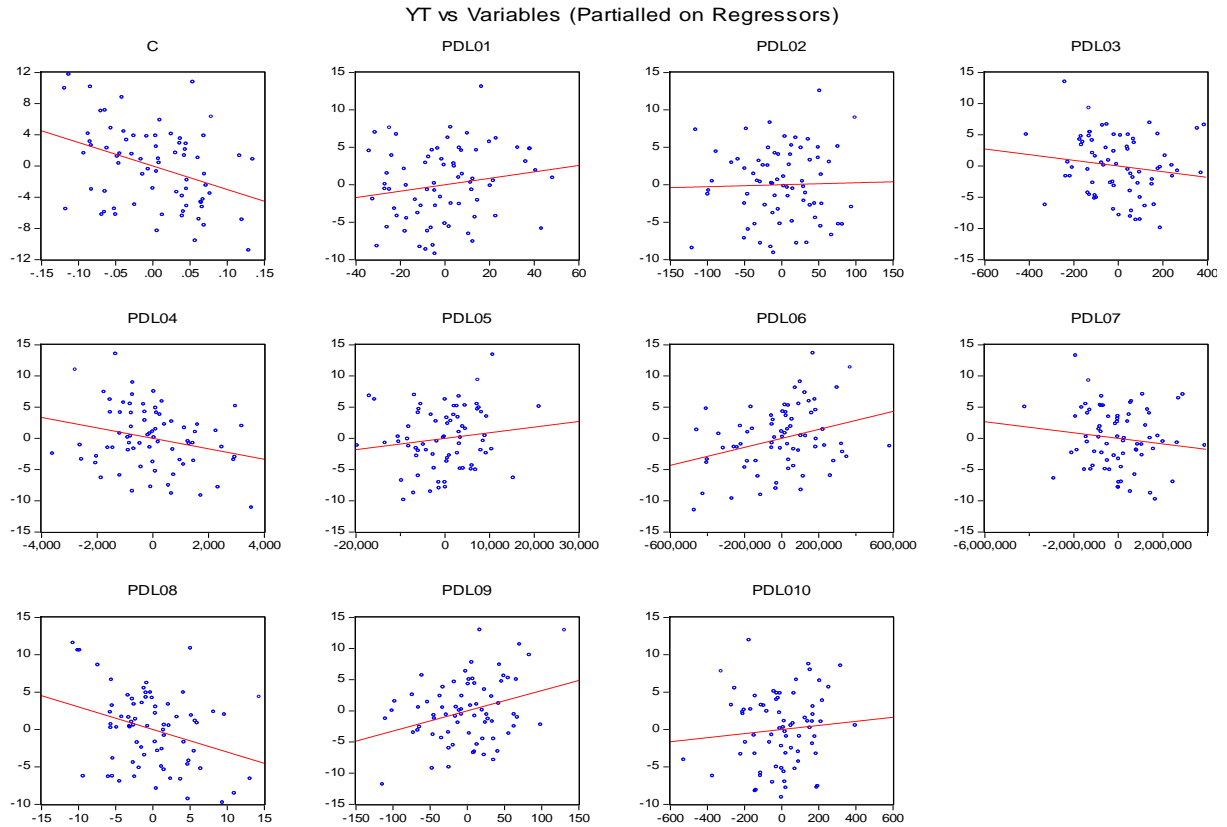 YT vs Variables (Partialled on Regressors)
C PDL01 PDL02 PDL03
12 8 4 0 -4 -8 -12
-.15 -.10 -.05 .00 .05 .10 .15
15 10 5 0 -5 -10
-40 -20 0 20 40 60
15 10 5 0 -5 -10
-150 -100 -50 0 50 100 150
15 10 5 0 -5 -10 -15
-600 -400 -200 0 200 400
PDL04 PDL05 PDL06 PDL07
15 10 5 0 -5 -10 -15
-4,000 -2,000 0 2,000 4,000
15 10 5 0 -5 -10 -15
-20,000 -10,000 0 10,000 20,000 30,000
15 10 5 0 -5 -10 -15
-600,000 -400,000 -200,000 0 200,000 400,000 600,000
15 10 5 0 -5 -10 -15
-6,000,000 -2,000,000 0 2,000,000
PDL08 PDL09 PDL010
15 10 5 0 -5 -10
-15 -10 -5 0 5 10 15
15 10 5 0 -5 -10 -15
-150 -100 -50 0 50 100 150
15 10 5 0 -5 -10
-600 -400 -200 0 200 400 600